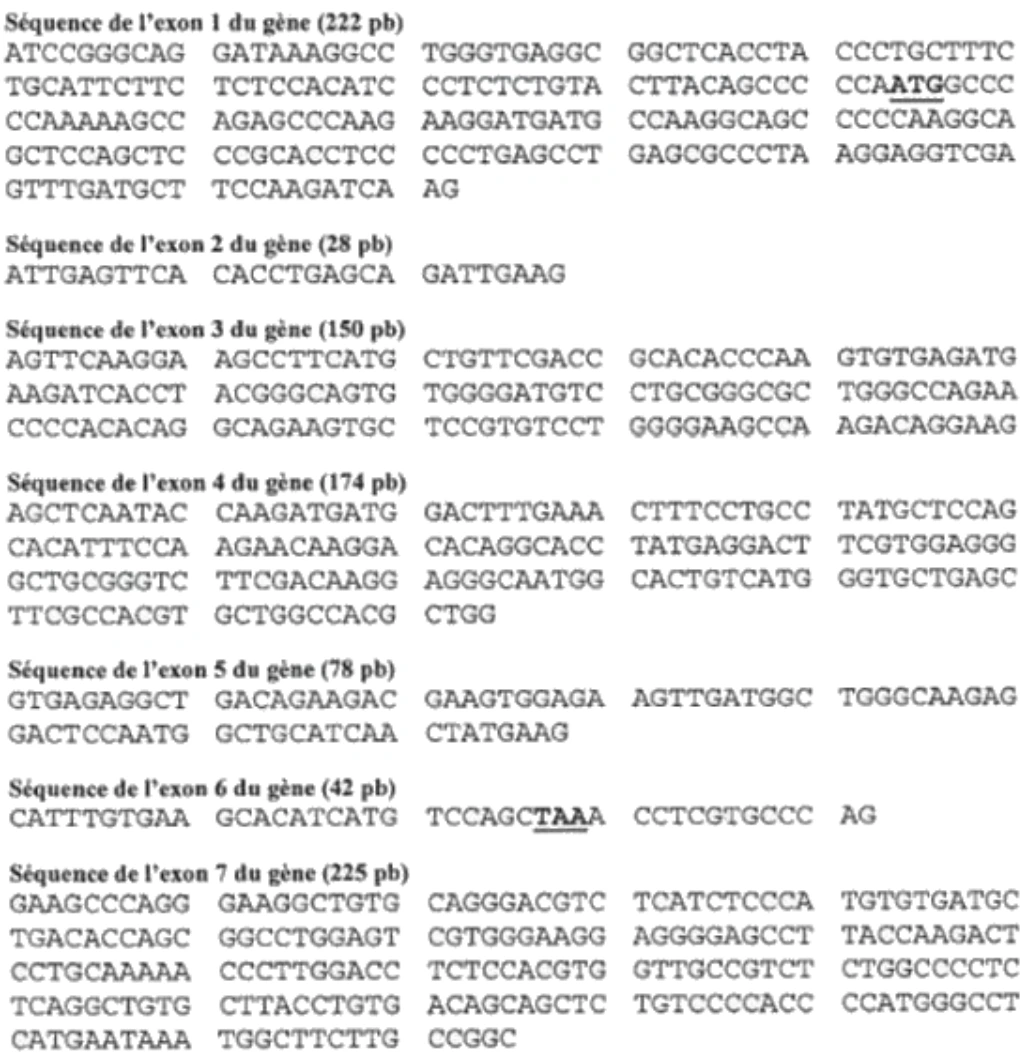 Séquence de l'exon 1 du gène (222 pb)
ATCCGGGCAG GATAAAGGCC TGGGTGAGGC GGCTCACCTA CCCTGCTTTC
TGCATTCTTC TCTCCACATC CCTCTCTGTA CTTACAGCCC CCAATGGCCC
CCAAAAAGCC AGAGCCCAAG AAGGATGATG CCAAGGCAGC CCCCAAGGCA
GCTCCAGCTC CCGCACCTCC CCCTGAGCCT GAGCGCCCTA AGGAGGTCGA
GTTTGATGCT TCCAAGATCA AG
Séquence de l'exon 2 du gène (28 pb)
ATTGAGTTCA CACCTGAGCA GATTGAAG
Séquence de l'exon 3 du gène (150 pb)
AGTTCAAGGA AGCCTTCATG CTGTTCGACC GCACACCCAA GTGTGAGATG
AAGATCACCT ACGGGCAGTG TGGGGATGTC CTGCGGGCGC TGGGCCAGAA
CCCCACACAG GCAGAAGTGC TCCGTGTCCT GGGGAAGCCA AGACAGGAAG
Séquence de l'exon 4 du gène (174 pb)
AGCTCAATAC CAAGATGATG GACTTTGAAA CTTTCCTGCC TATGCTCCAG
CACATTTCCA AGAACAAGGA CACAGGCACC TATGAGGACT TCGTGGAGGG
GCTGCGGGTC TTCGACAAGG AGGGCAATGG CACTGTCATG GGTGCTGAGC
TTCGCCACGT GCTGGCCACG CTGG
Séquence de l'exon 5 du gène (78 pb)
GTGAGAGGCT GACAGAAGAC GAAGTGGAGA AGTTGATGGC TGGGCAAGAG
GACTCCAATG GCTGCATCAA CTATGAAG
Séquence de l'exon 6 du gène (42 pb)
CATTTGTGAA GCACATCATG TCCAGCTAAA CCTCGTGCCC AG
Séquence de l'exon 7 du gène (225 pb)
GAAGCCCAGG GAAGGCTGTG CAGGGACGTC TCATCTCCCA TGTGTGATGC
TGACACCAGC GGCCTGGAGT CGTGGGAAGG AGGGGAGCCT TACCAAGACT
CCTGCAAAAA CCCTTGGACC TCTCCACGTG GTTGCCGTCT CTGGCCCCTC
TCAGGCTGTG CTTACCTGTG ACAGCAGCTC TGTCCCCACC CCATGGGCCT
CATGAATAAA TGGCTTCTTG CCGGC